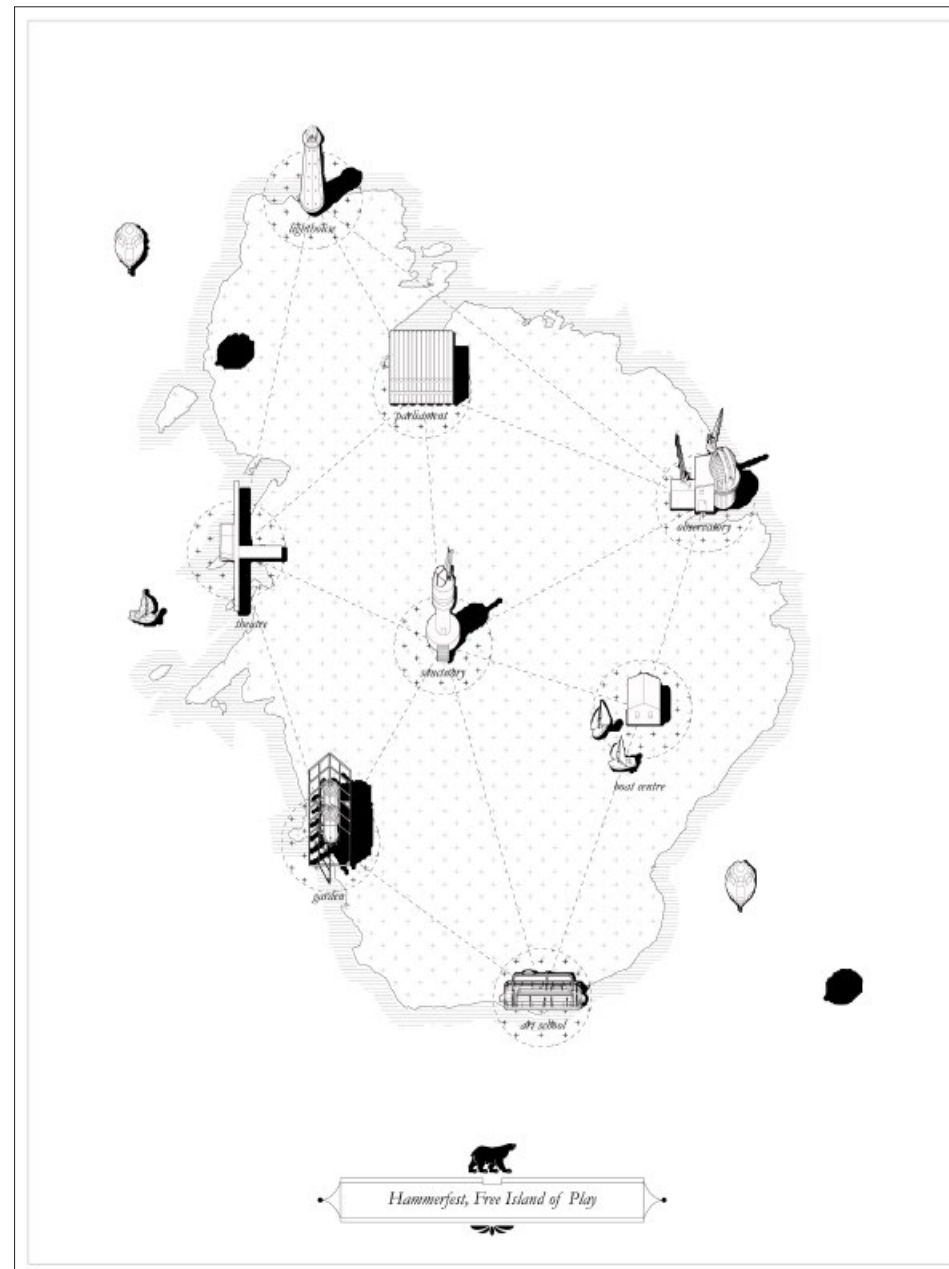 lighthouse
parliament
observatory
theatre
sanctuary
boat centre
garden
art school
Hammerfest, Free Island of Play